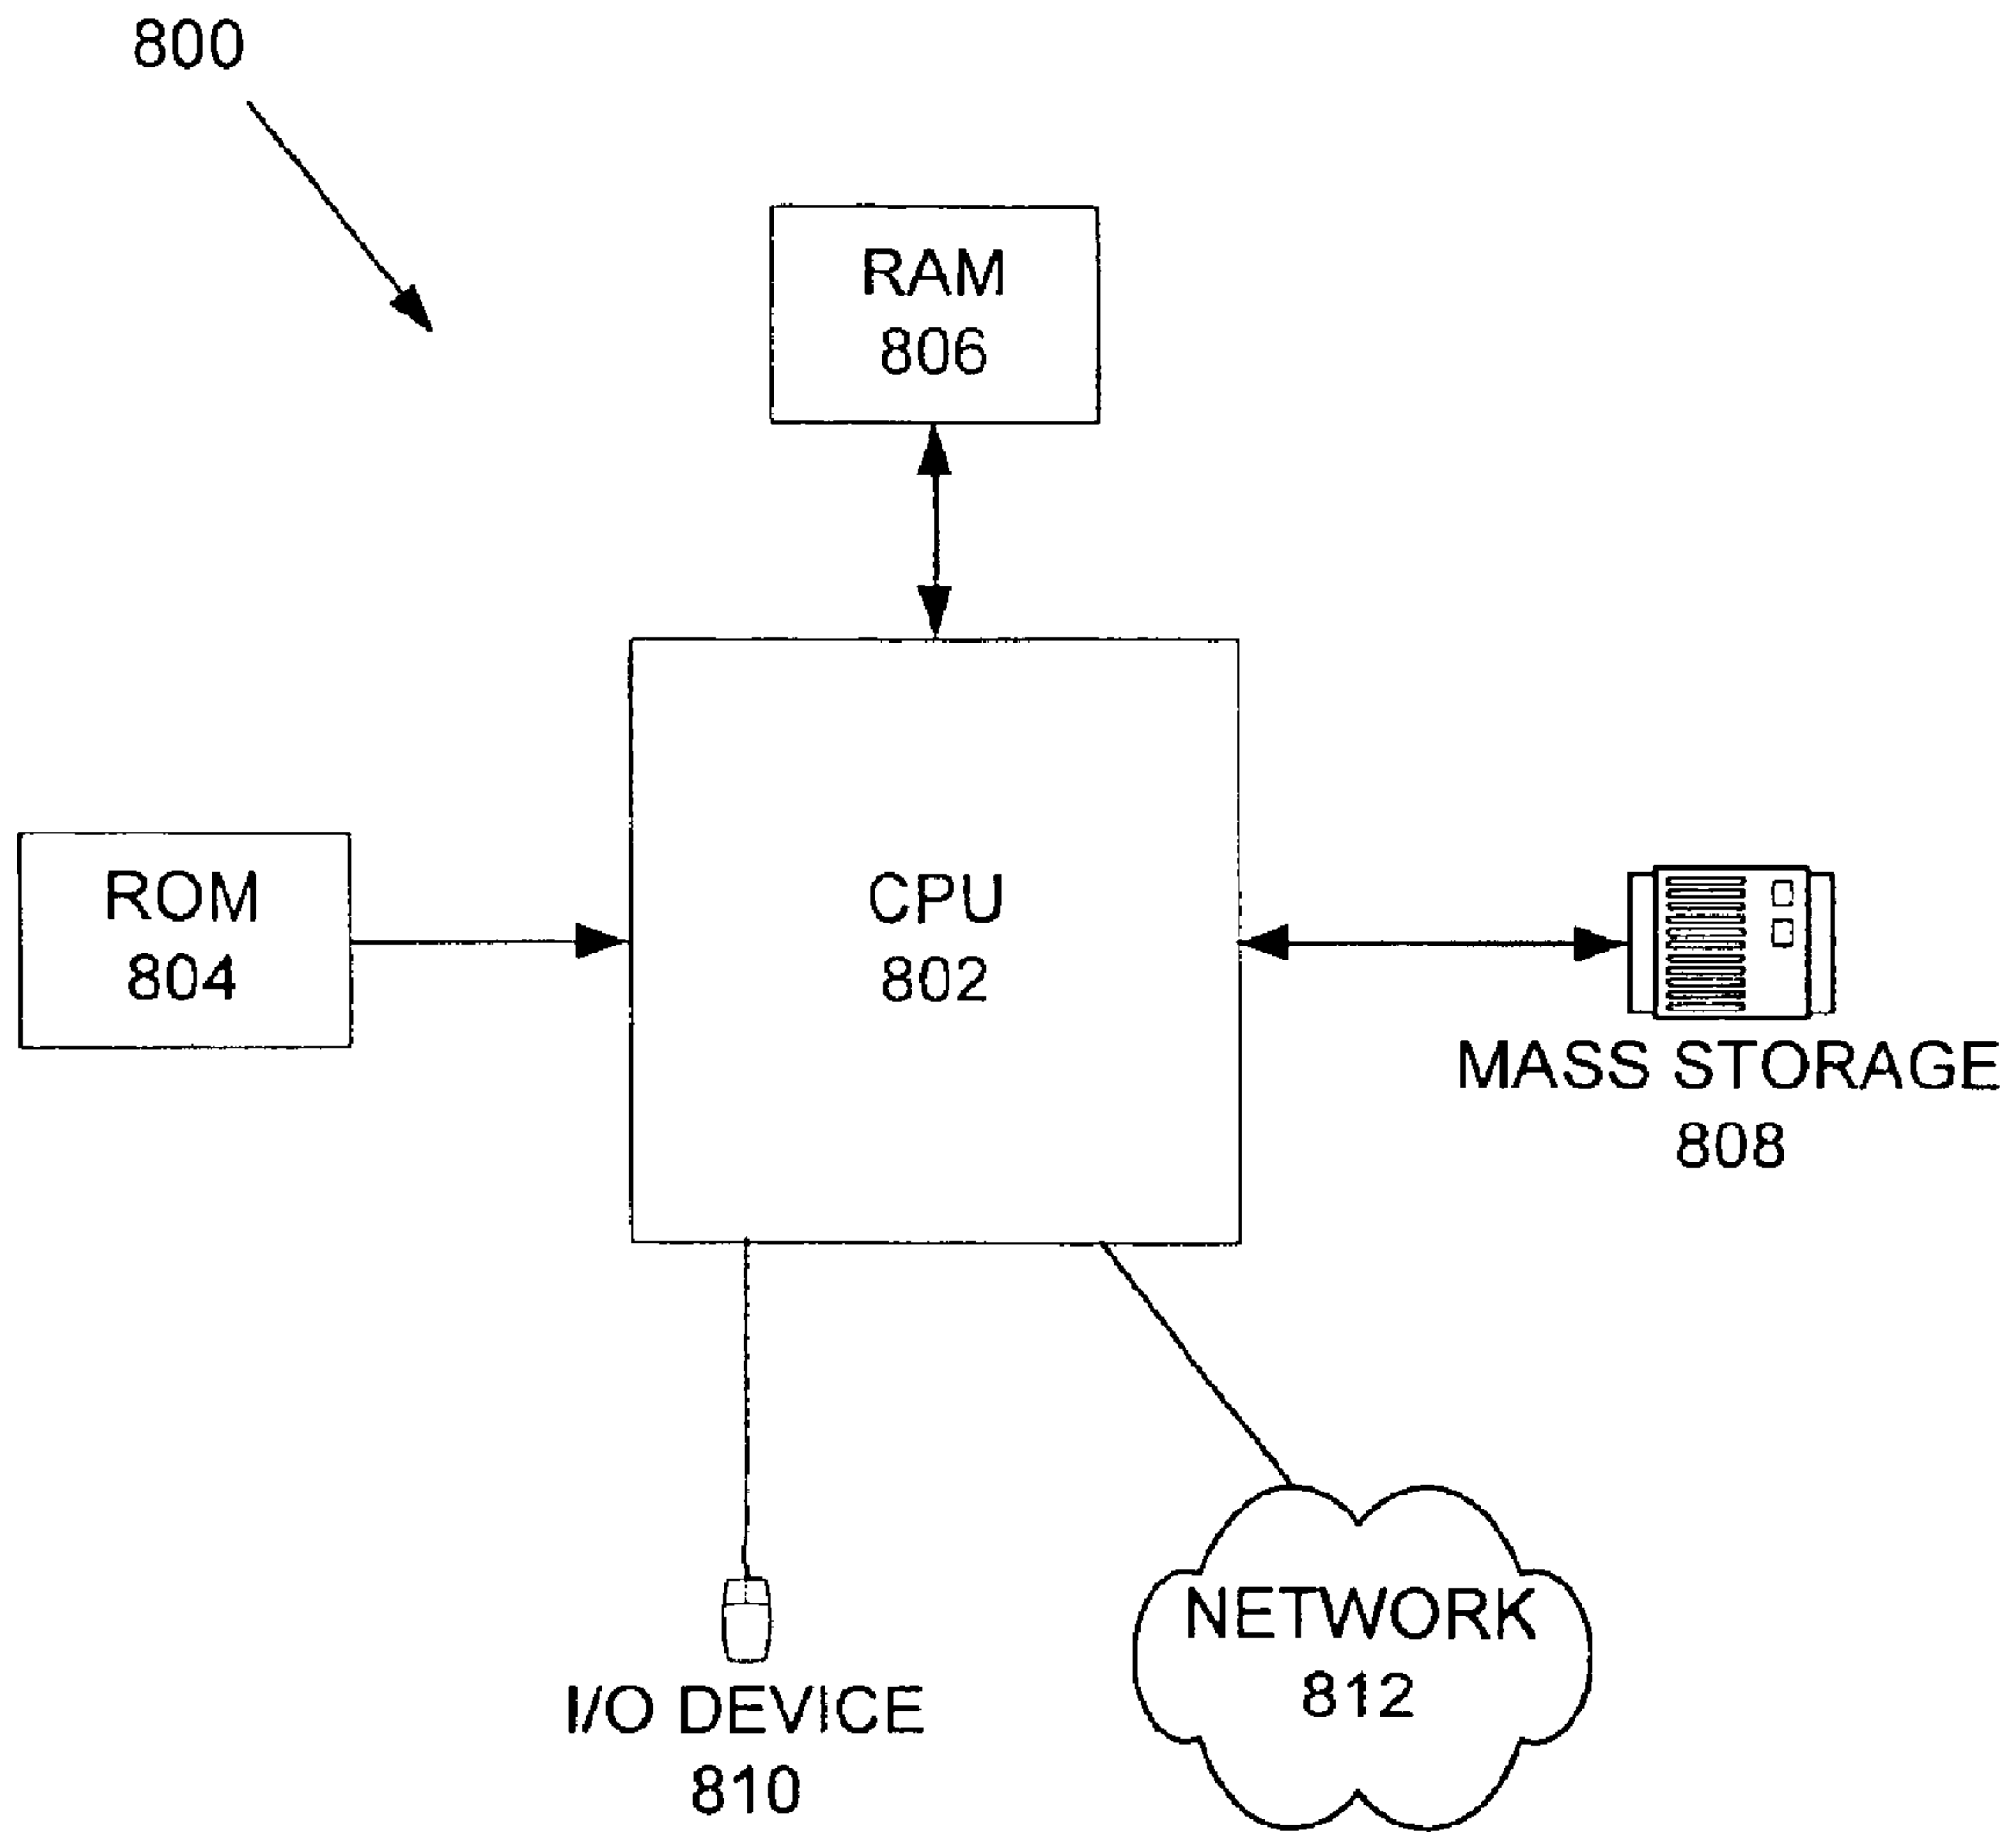 800
RAM
806
ROM
804
CPU
802
MASS STORAGE
808
I/O DEVICE
810
NETWORK
812